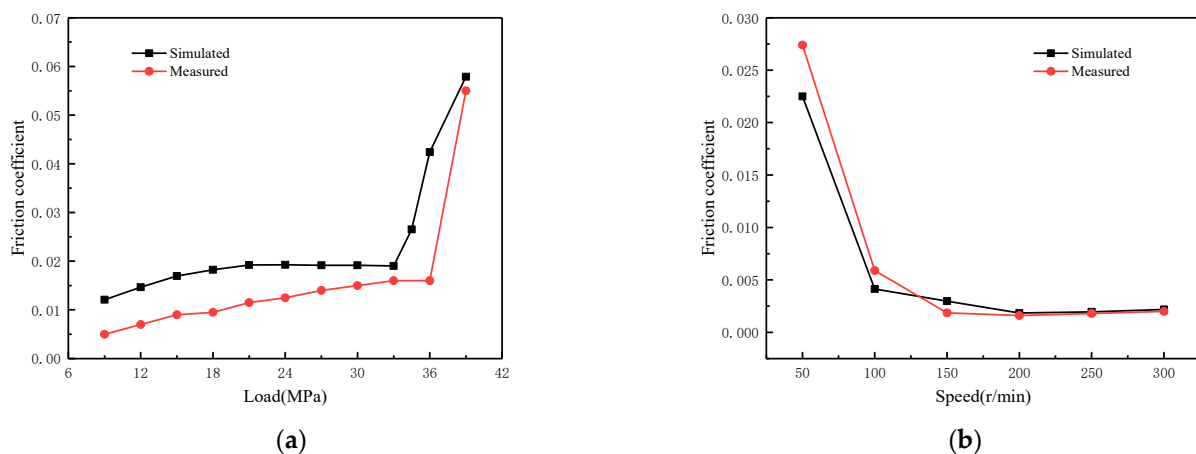 0.07
0.06
0.05
0.04
0.03
0.02
0.01
0.00
6 12 18 24 30 36 42
Friction coefficient
Load(MPa)
Simulated
Measured
(a)
0.030
0.025
0.020
0.015
0.010
0.005
0.000
50 100 150 200 250 300
Friction coefficient
Speed(r/min)
Simulated
Measured
(b)